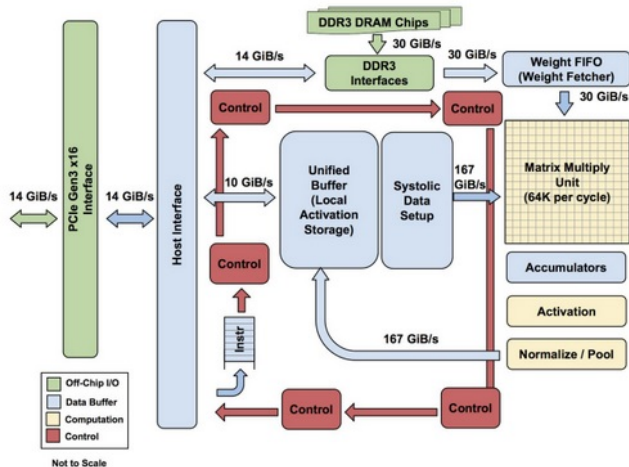 DDR3 DRAM Chips
30 GiB/s
14 GiB/s
DDR3
Interfaces
30 GiB/s
Weight FIFO
(Weight Fetcher)
30 GiB/s
Control
Control
Matrix Multiply
Unit
(64K per cycle)
PCIe Gen3 x16
Interface
14 GiB/s
14 GiB/s
Host Interface
10 GiB/s
Unified
Buffer
(Local
Activation
Storage)
Systolic
Data
Setup
167
GiB/s
Control
Accumulators
Activation
Instr
167 GiB/s
Normalize / Pool
Off-Chip I/O
Data Buffer
Computation
Control
Control
Control
Control
Not to Scale